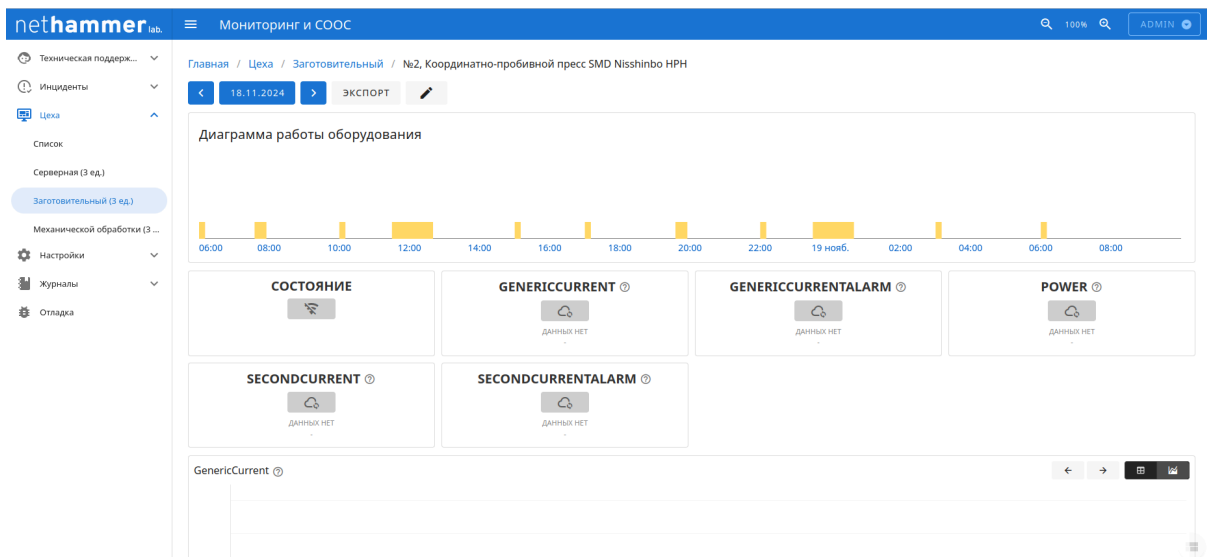 nethammer lab.
Мониторинг и СООС
100%
ADMIN
Техническая поддерж...
Инциденты
Цеха
Список
Серверная (3 ед.)
Заготовительный (3 ед.)
Механической обработки (3 ...
Настройки
Журналы
Отладка
Главная / Цеха / Заготовительный / №2, Координатно-пробивной пресс SMD Nisshinbo HPH
18.11.2024
ЭКСПОРТ
Диаграмма работы оборудования
06:00 08:00 10:00 12:00 14:00 16:00 18:00 20:00 22:00 19 нояб. 02:00 04:00 06:00 08:00
СОСТОЯНИЕ
GENERICCURRENT
ДАННЫХ НЕТ
-
GENERICCURRENTALARM
ДАННЫХ НЕТ
-
POWER
ДАННЫХ НЕТ
-
SECONDCURRENT
ДАННЫХ НЕТ
-
SECONDCURRENTALARM
ДАННЫХ НЕТ
-
GenericCurrent